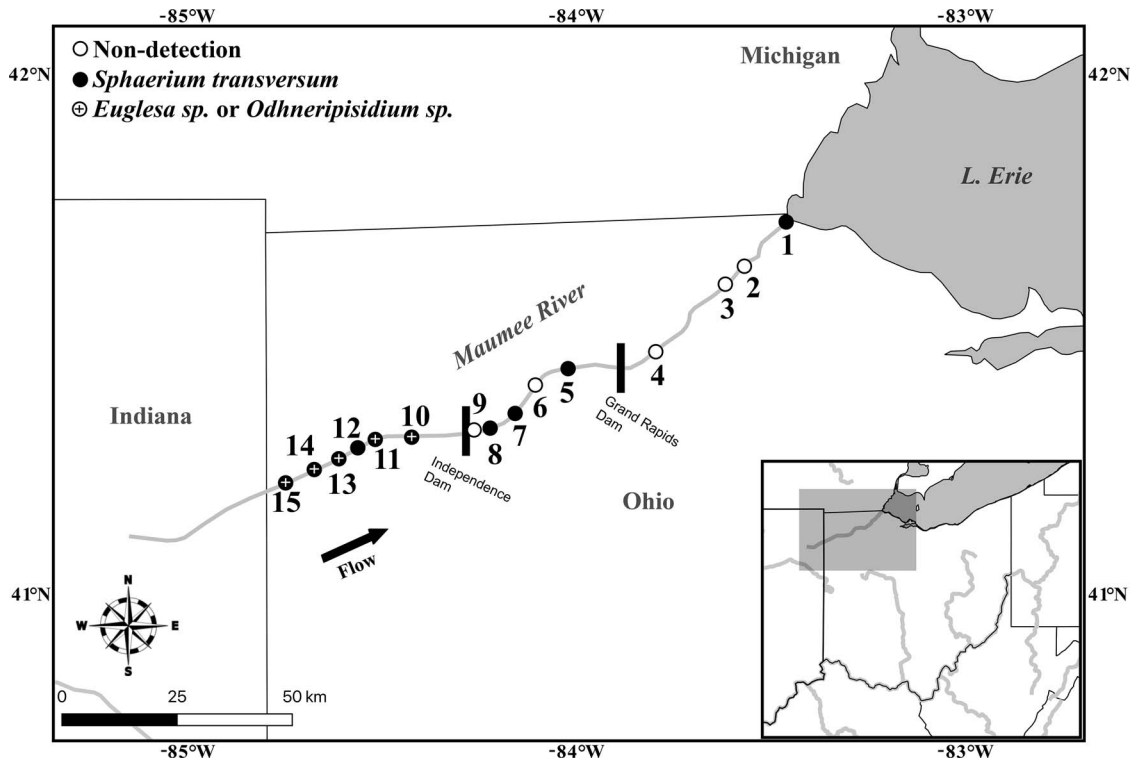 -85°W
-84°W
-83°W
42°N
42°N
Non-detection
Sphaerium transversum
Euglesa sp. or Odhneripisidium sp.
Michigan
L. Erie
1
2
3
Maumee River
4
5
6
Grand Rapids
Dam
Indiana
7
8
9
10
11
12
13
14
15
Independence
Dam
Ohio
Flow
41°N
41°N
N
W
E
S
0
25
50 km
-85°W
-84°W
-83°W